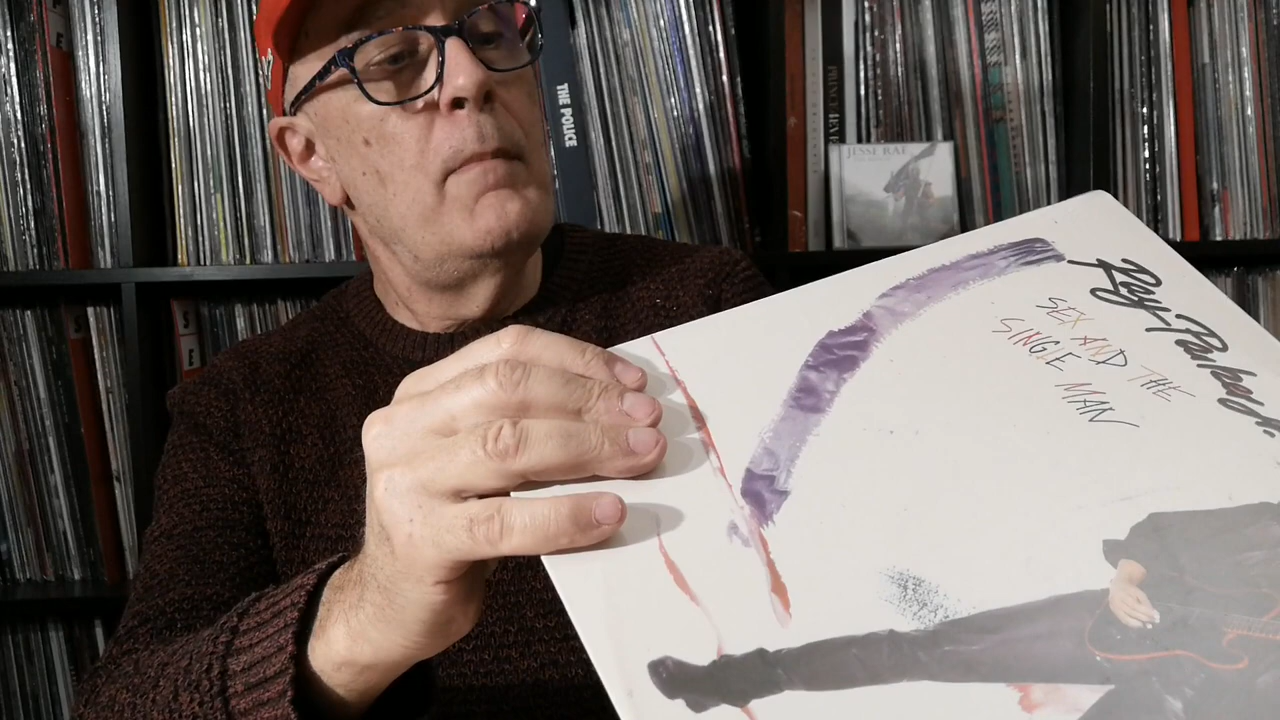 THE POLICE
JESSE RAE
Ray Parker Jr.
SEX AND THE
SINGLE MAN